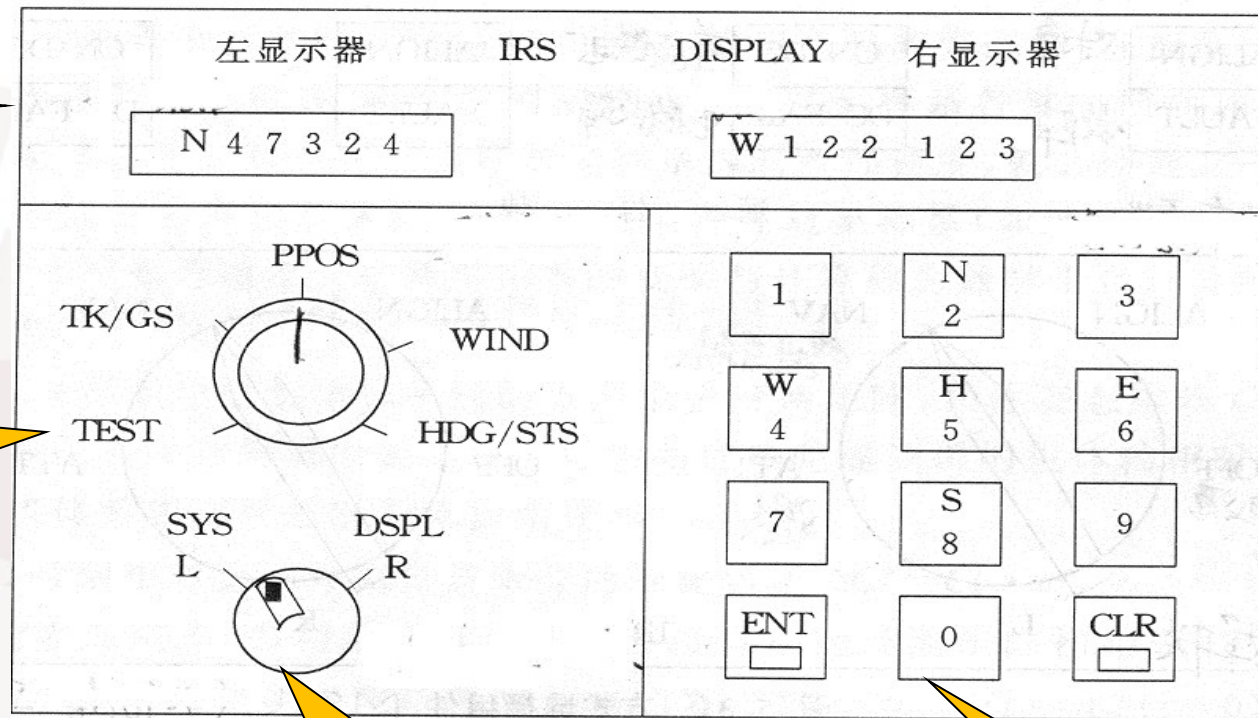 左显示器 IRS DISPLAY 右显示器
N 4 7 3 2 4
W 1 2 2 1 2 3
PPOS
TK/GS
WIND
TEST
HDG/STS
SYS DSPL
L R
1
N
2
3
W
4
H
5
E
6
7
S
8
9
ENT
0
CLR